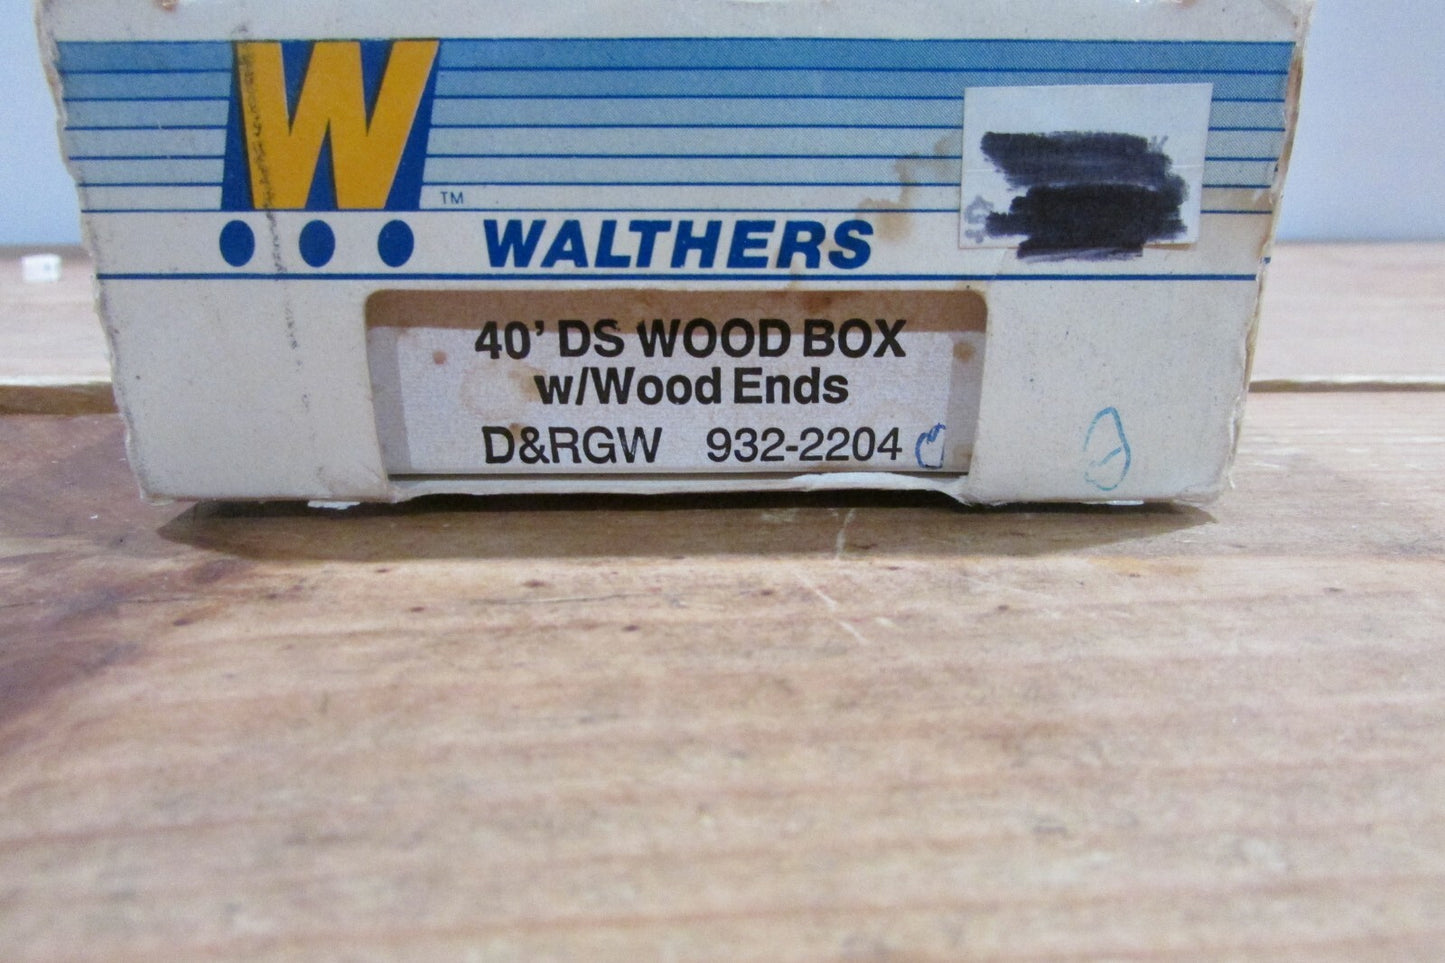 W
TM
WALTHERS
40' DS WOOD BOX
w/Wood Ends
D&RGW 932-2204